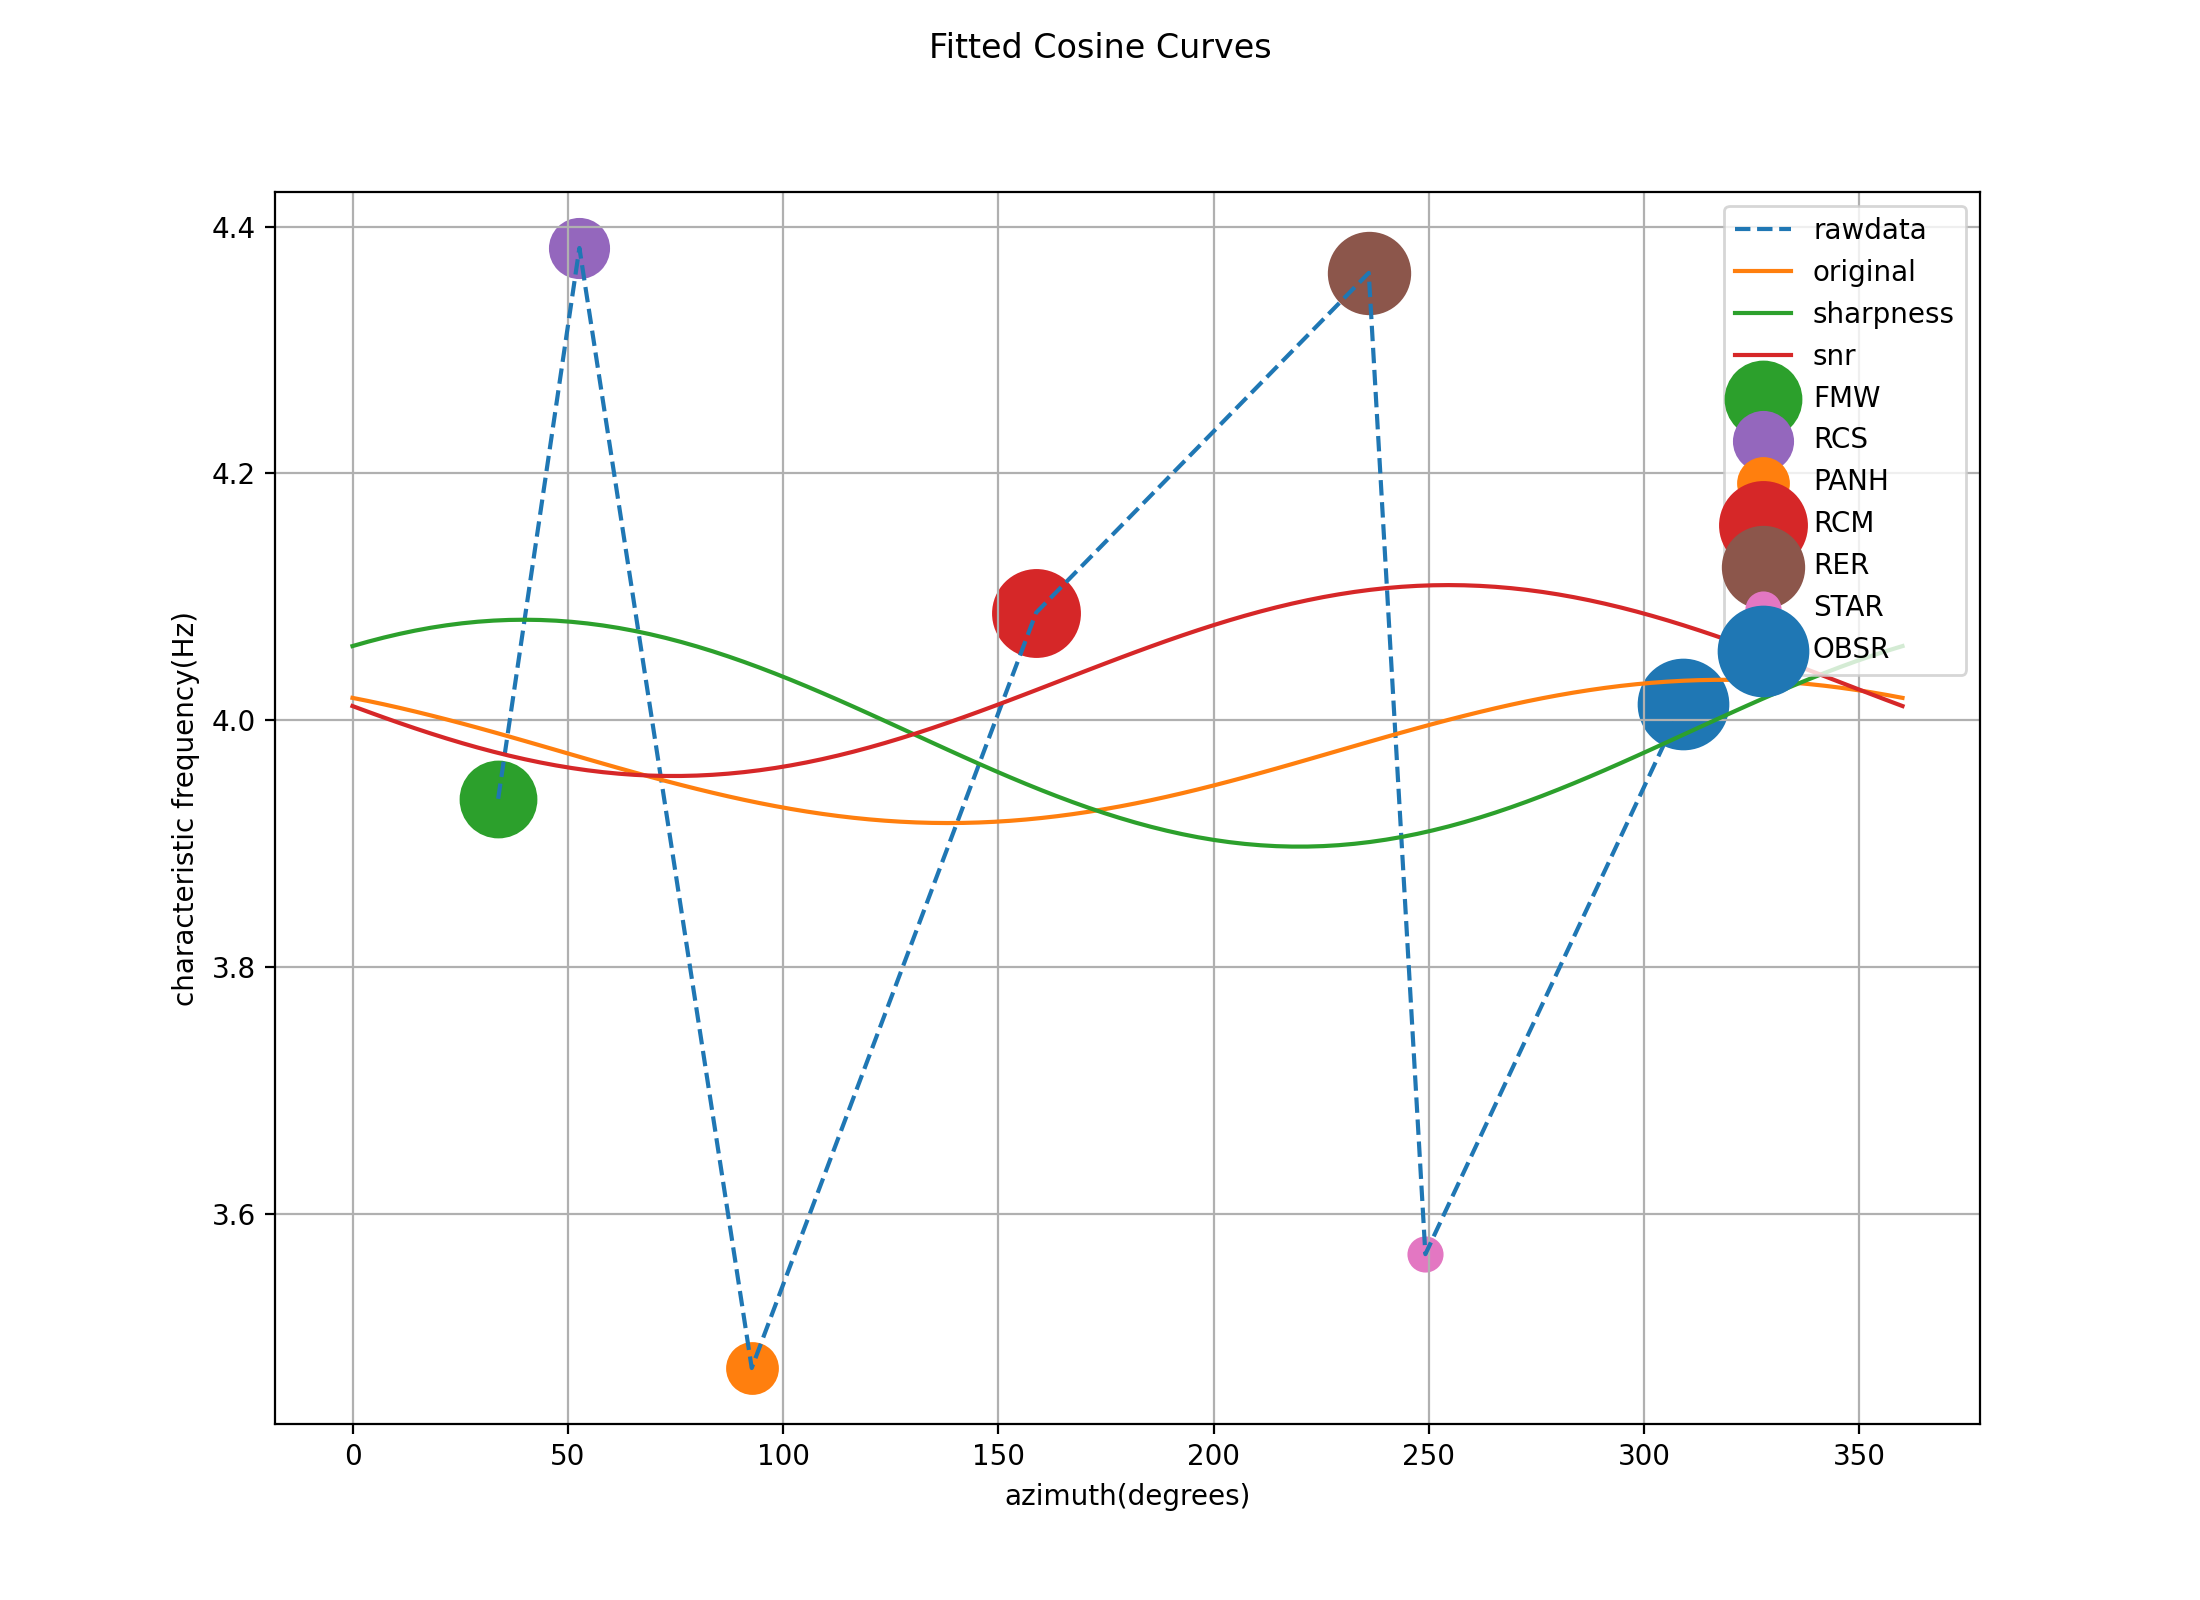 Fitted Cosine Curves
4.4
4.2
4.0
3.8
3.6
characteristic frequency(Hz)
rawdata
original
sharpness
snr
FMW
RCS
PANH
RCM
RER
STAR
OBSR
0 50 100 150 200 250 300 350
azimuth(degrees)